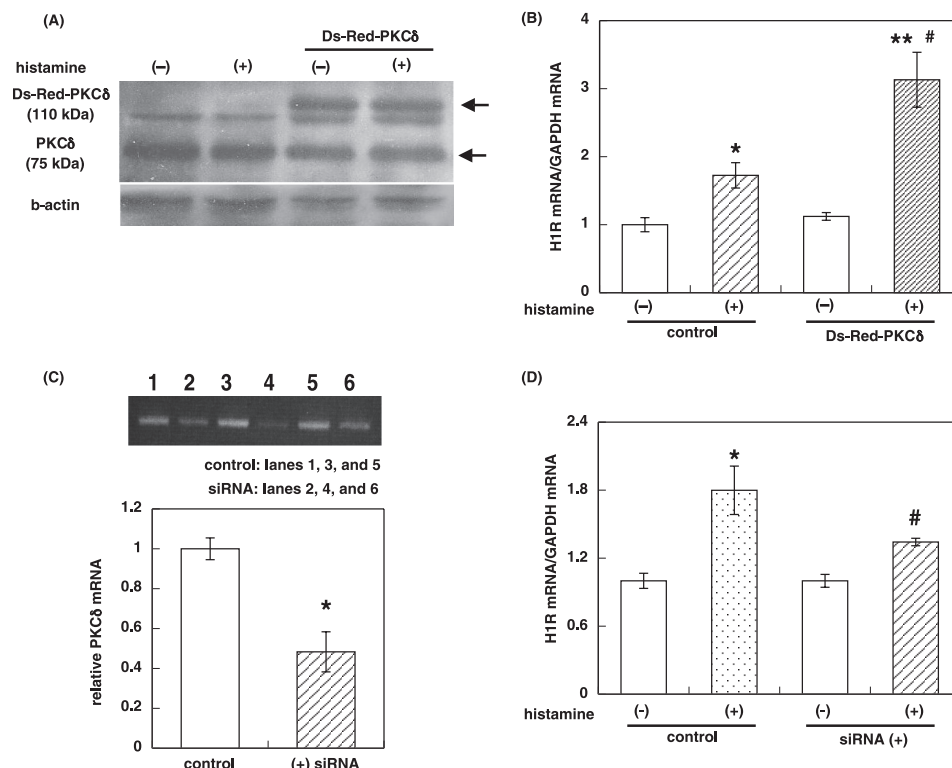 (A)
Ds-Red-PKCδ
histamine (–) (+) (–) (+)
Ds-Red-PKCδ
(110 kDa)
PKCδ
(75 kDa)
b-actin
(B)
H1R mRNA/GAPDH mRNA
4
3
2
1
0
*
** #
histamine (–) (+) (–) (+)
control Ds-Red-PKCδ
(C)
1 2 3 4 5 6
control: lanes 1, 3, and 5
siRNA: lanes 2, 4, and 6
relative PKCδ mRNA
1.2
1
0.8
0.6
0.4
0.2
0
*
control (+) siRNA
(D)
H1R mRNA/GAPDH mRNA
2.4
1.8
1.2
0.6
0
*
#
histamine (-) (+) (-) (+)
control siRNA (+)